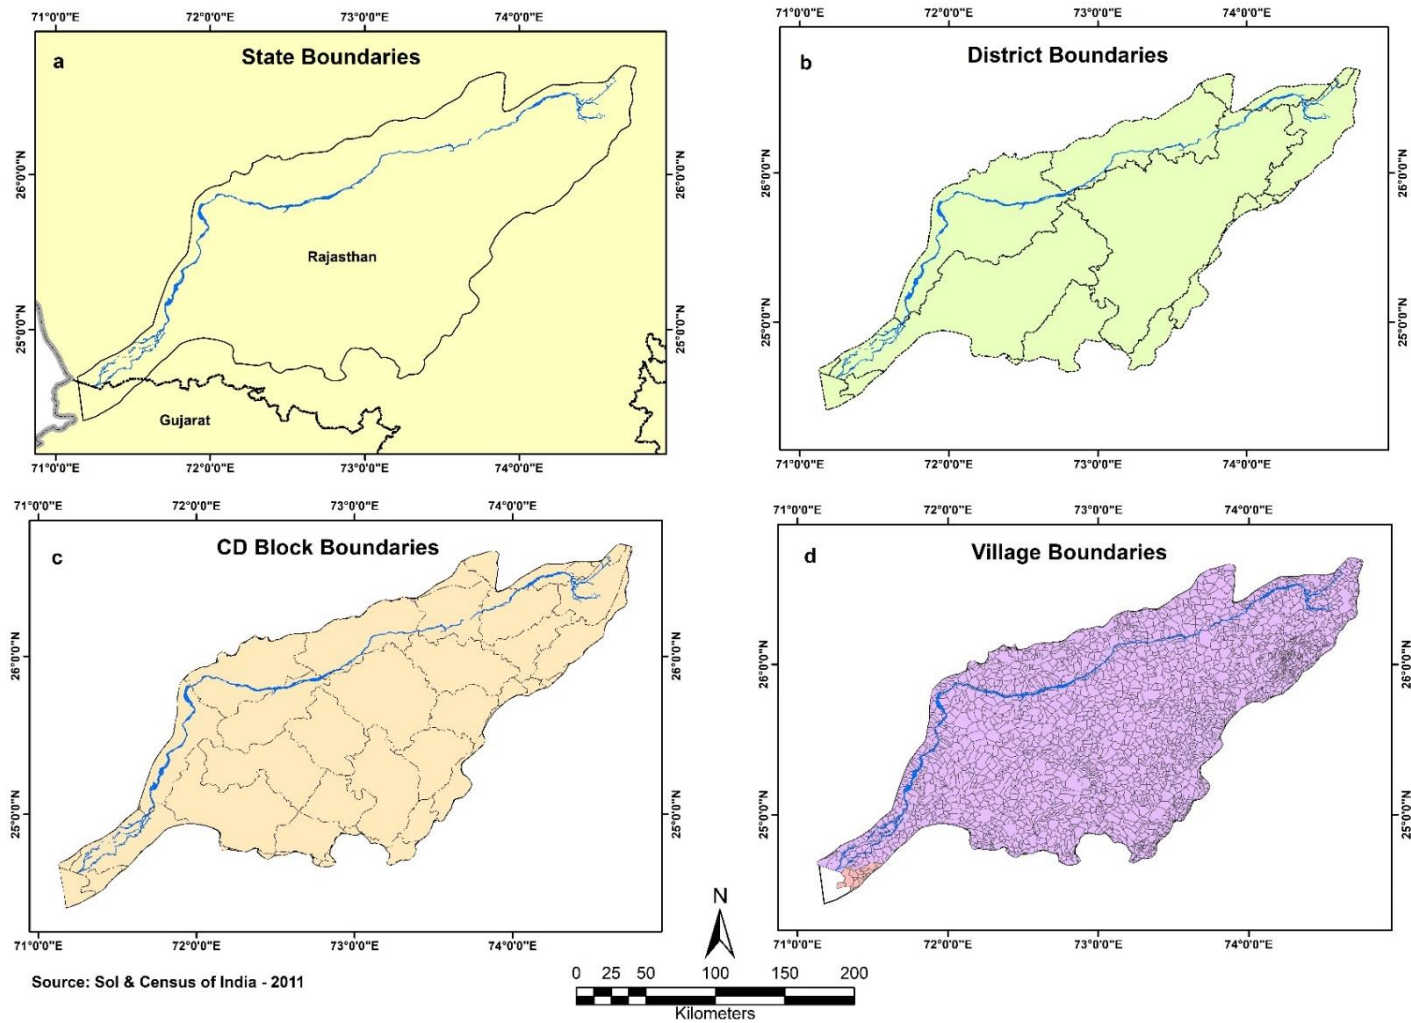 71°0'0"E 72°0'0"E 73°0'0"E 74°0'0"E
a
State Boundaries
26°0'0"N
26°0'0"N
Rajasthan
25°0'0"N
25°0'0"N
Gujarat
71°0'0"E 72°0'0"E 73°0'0"E 74°0'0"E
71°0'0"E 72°0'0"E 73°0'0"E 74°0'0"E
b
District Boundaries
26°0'0"N
26°0'0"N
25°0'0"N
25°0'0"N
71°0'0"E 72°0'0"E 73°0'0"E 74°0'0"E
71°0'0"E 72°0'0"E 73°0'0"E 74°0'0"E
c
CD Block Boundaries
26°0'0"N
26°0'0"N
25°0'0"N
25°0'0"N
71°0'0"E 72°0'0"E 73°0'0"E 74°0'0"E
71°0'0"E 72°0'0"E 73°0'0"E 74°0'0"E
d
Village Boundaries
26°0'0"N
26°0'0"N
25°0'0"N
25°0'0"N
71°0'0"E 72°0'0"E 73°0'0"E 74°0'0"E
N
0 25 50 100 150 200
Kilometers
Source: SoI & Census of India - 2011